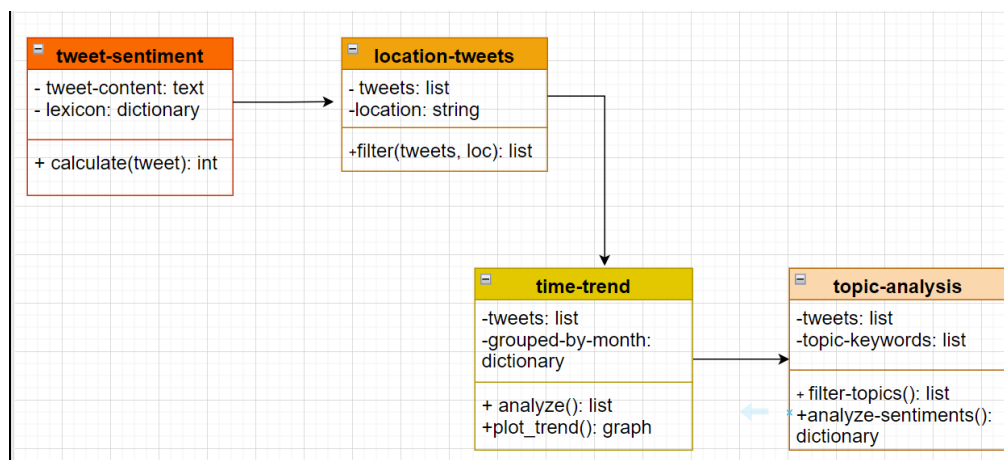 tweet-sentiment
- tweet-content: text
- lexicon: dictionary
+ calculate(tweet): int
location-tweets
- tweets: list
-location: string
+filter(tweets, loc): list
time-trend
-tweets: list
-grouped-by-month:
dictionary
+ analyze(): list
+plot_trend(): graph
topic-analysis
-tweets: list
-topic-keywords: list
+ filter-topics(): list
+analyze-sentiments():
dictionary